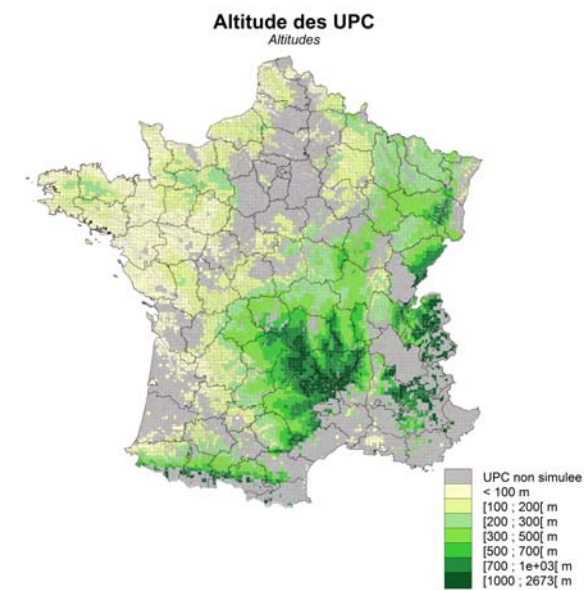 Altitude des UPC
Altitudes
UPC non simulee
< 100 m
[100 ; 200[ m
[200 ; 300[ m
[300 ; 500[ m
[500 ; 700[ m
[700 ; 1e+03[ m
[1000 ; 2673[ m